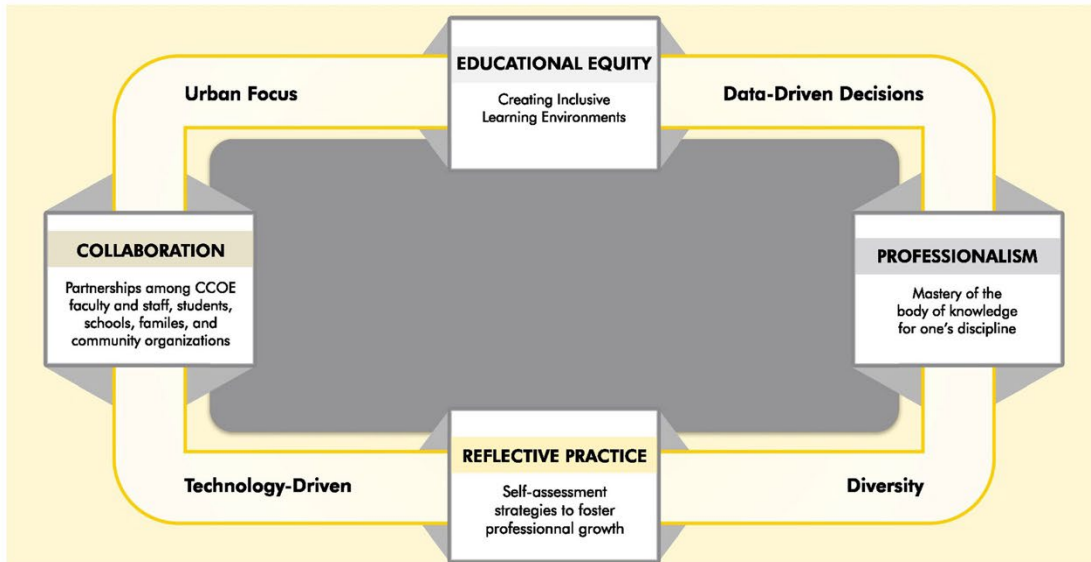 EDUCATIONAL EQUITY
Creating Inclusive
Learning Environments
Urban Focus
Data-Driven Decisions
COLLABORATION
Partnerships among CCOE
faculty and staff, students,
schools, familes, and
community organizations
PROFESSIONALISM
Mastery of the
body of knowledge
for one's discipline
REFLECTIVE PRACTICE
Self-assessment
strategies to foster
professionnal growth
Technology-Driven
Diversity